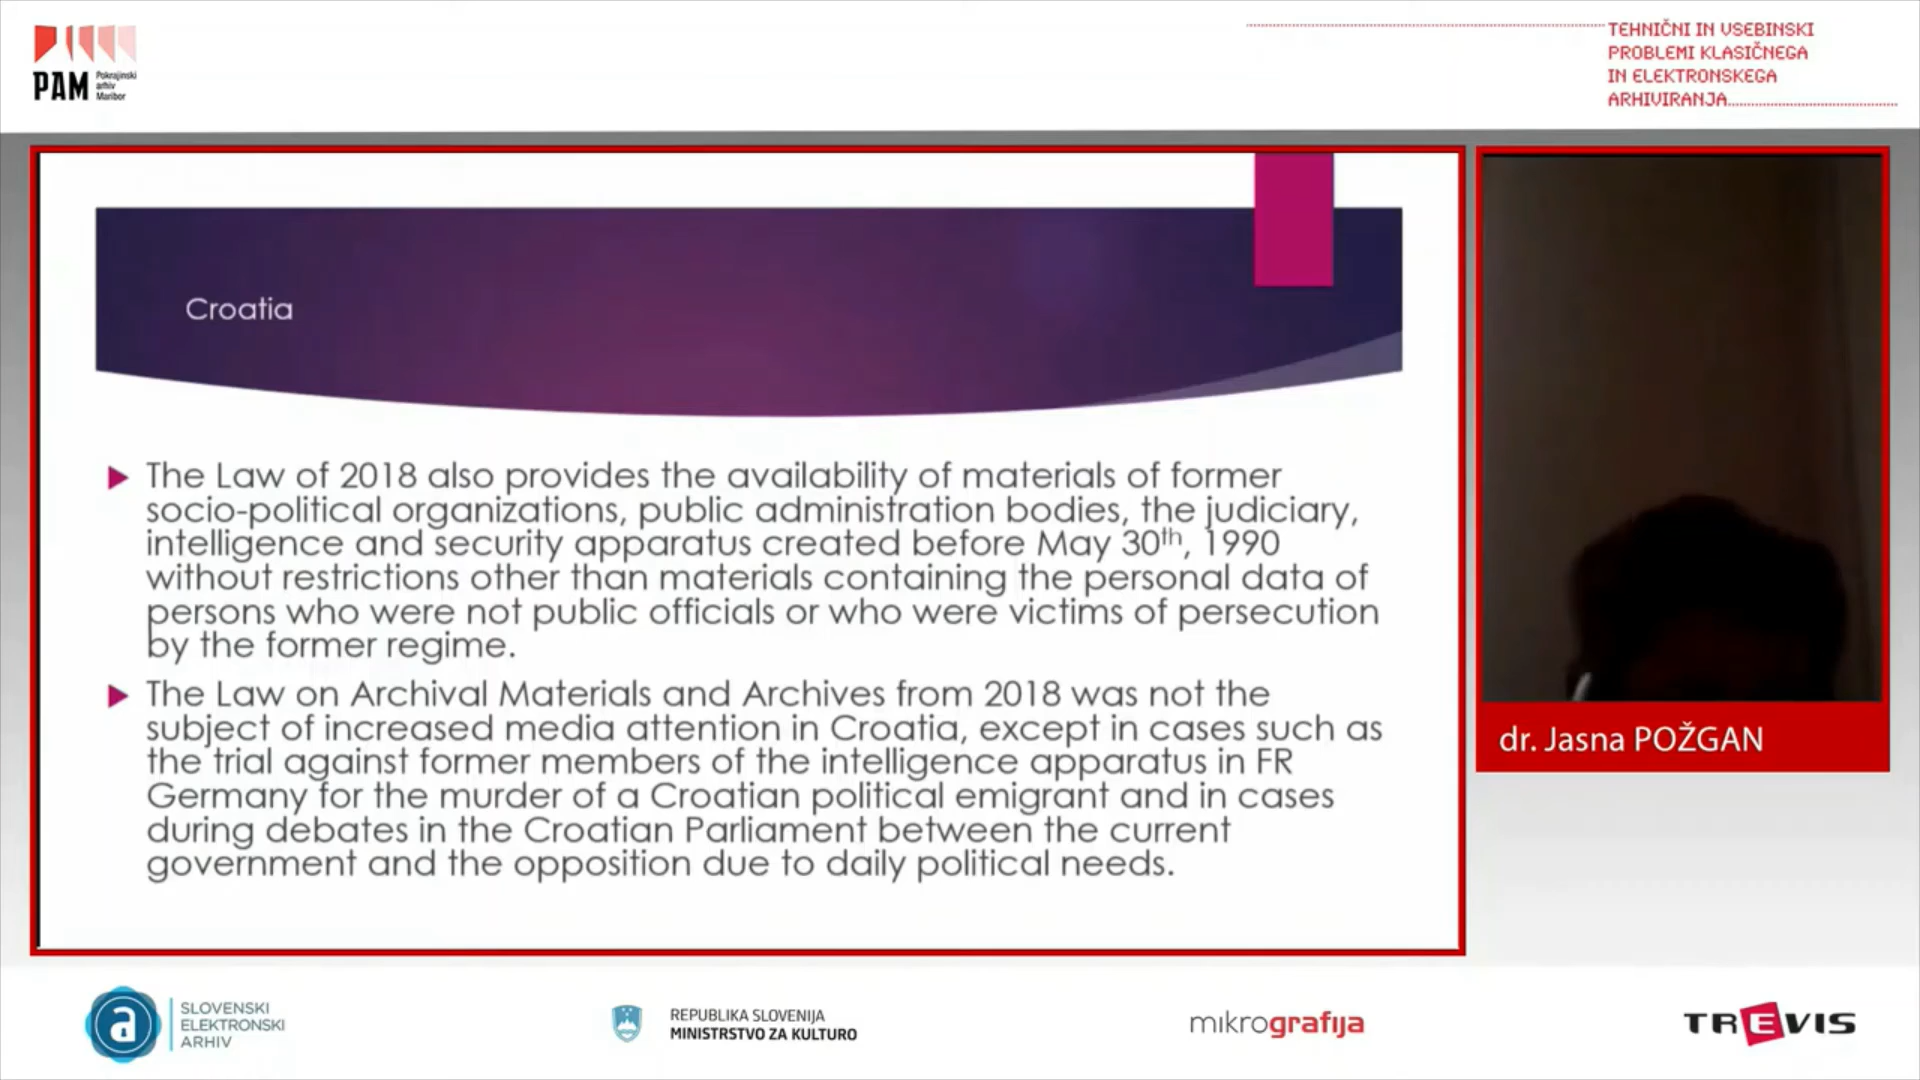 PAM
Pokrajinski
arhiv
Maribor
TEHNIČNI IN VSEBINSKI
PROBLEMI KLASIČNEGA
IN ELEKTRONSKEGA
ARHIVIRANJA
Croatia
The Law of 2018 also provides the availability of materials of former
socio-political organizations, public administration bodies, the judiciary,
intelligence and security apparatus created before May 30th, 1990
without restrictions other than materials containing the personal data of
persons who were not public officials or who were victims of persecution
by the former regime.
The Law on Archival Materials and Archives from 2018 was not the
subject of increased media attention in Croatia, except in cases such as
the trial against former members of the intelligence apparatus in FR
Germany for the murder of a Croatian political emigrant and in cases
during debates in the Croatian Parliament between the current
government and the opposition due to daily political needs.
dr. Jasna POŽGAN
a
SLOVENSKI
ELEKTRONSKI
ARHIV
REPUBLIKA SLOVENIJA
MINISTRSTVO ZA KULTURO
mikrografija
TREVIS